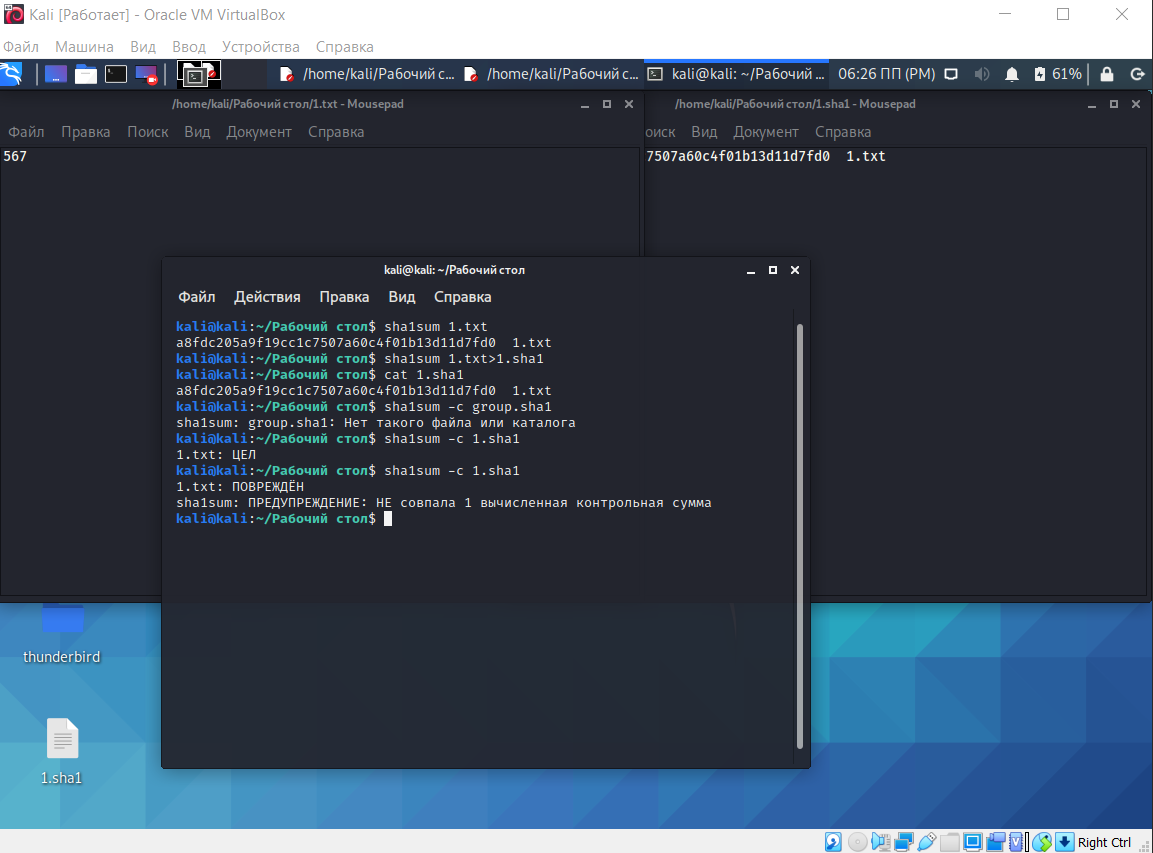 Kali [Работает] - Oracle VM VirtualBox
Файл Машина Вид Ввод Устройства Справка
/home/kali/Рабочий с... /home/kali/Рабочий с... kali@kali: ~/Рабочий ... 06:26 ПП (PM) 61%
/home/kali/Рабочий стол/1.txt - Mousepad
Файл Правка Поиск Вид Документ Справка
567
/home/kali/Рабочий стол/1.sha1 - Mousepad
оиск Вид Документ Справка
7507a60c4f01b13d11d7fd0  1.txt
kali@kali: ~/Рабочий стол
Файл Действия Правка Вид Справка
kali@kali:~/Рабочий стол$ sha1sum 1.txt
a8fdc205a9f19cc1c7507a60c4f01b13d11d7fd0  1.txt
kali@kali:~/Рабочий стол$ sha1sum 1.txt>1.sha1
kali@kali:~/Рабочий стол$ cat 1.sha1
a8fdc205a9f19cc1c7507a60c4f01b13d11d7fd0  1.txt
kali@kali:~/Рабочий стол$ sha1sum -c group.sha1
sha1sum: group.sha1: Нет такого файла или каталога
kali@kali:~/Рабочий стол$ sha1sum -c 1.sha1
1.txt: ЦЕЛ
kali@kali:~/Рабочий стол$ sha1sum -c 1.sha1
1.txt: ПОВРЕЖДЁН
sha1sum: ПРЕДУПРЕЖДЕНИЕ: НЕ совпала 1 вычисленная контрольная сумма
kali@kali:~/Рабочий стол$
thunderbird
1.sha1
Right Ctrl